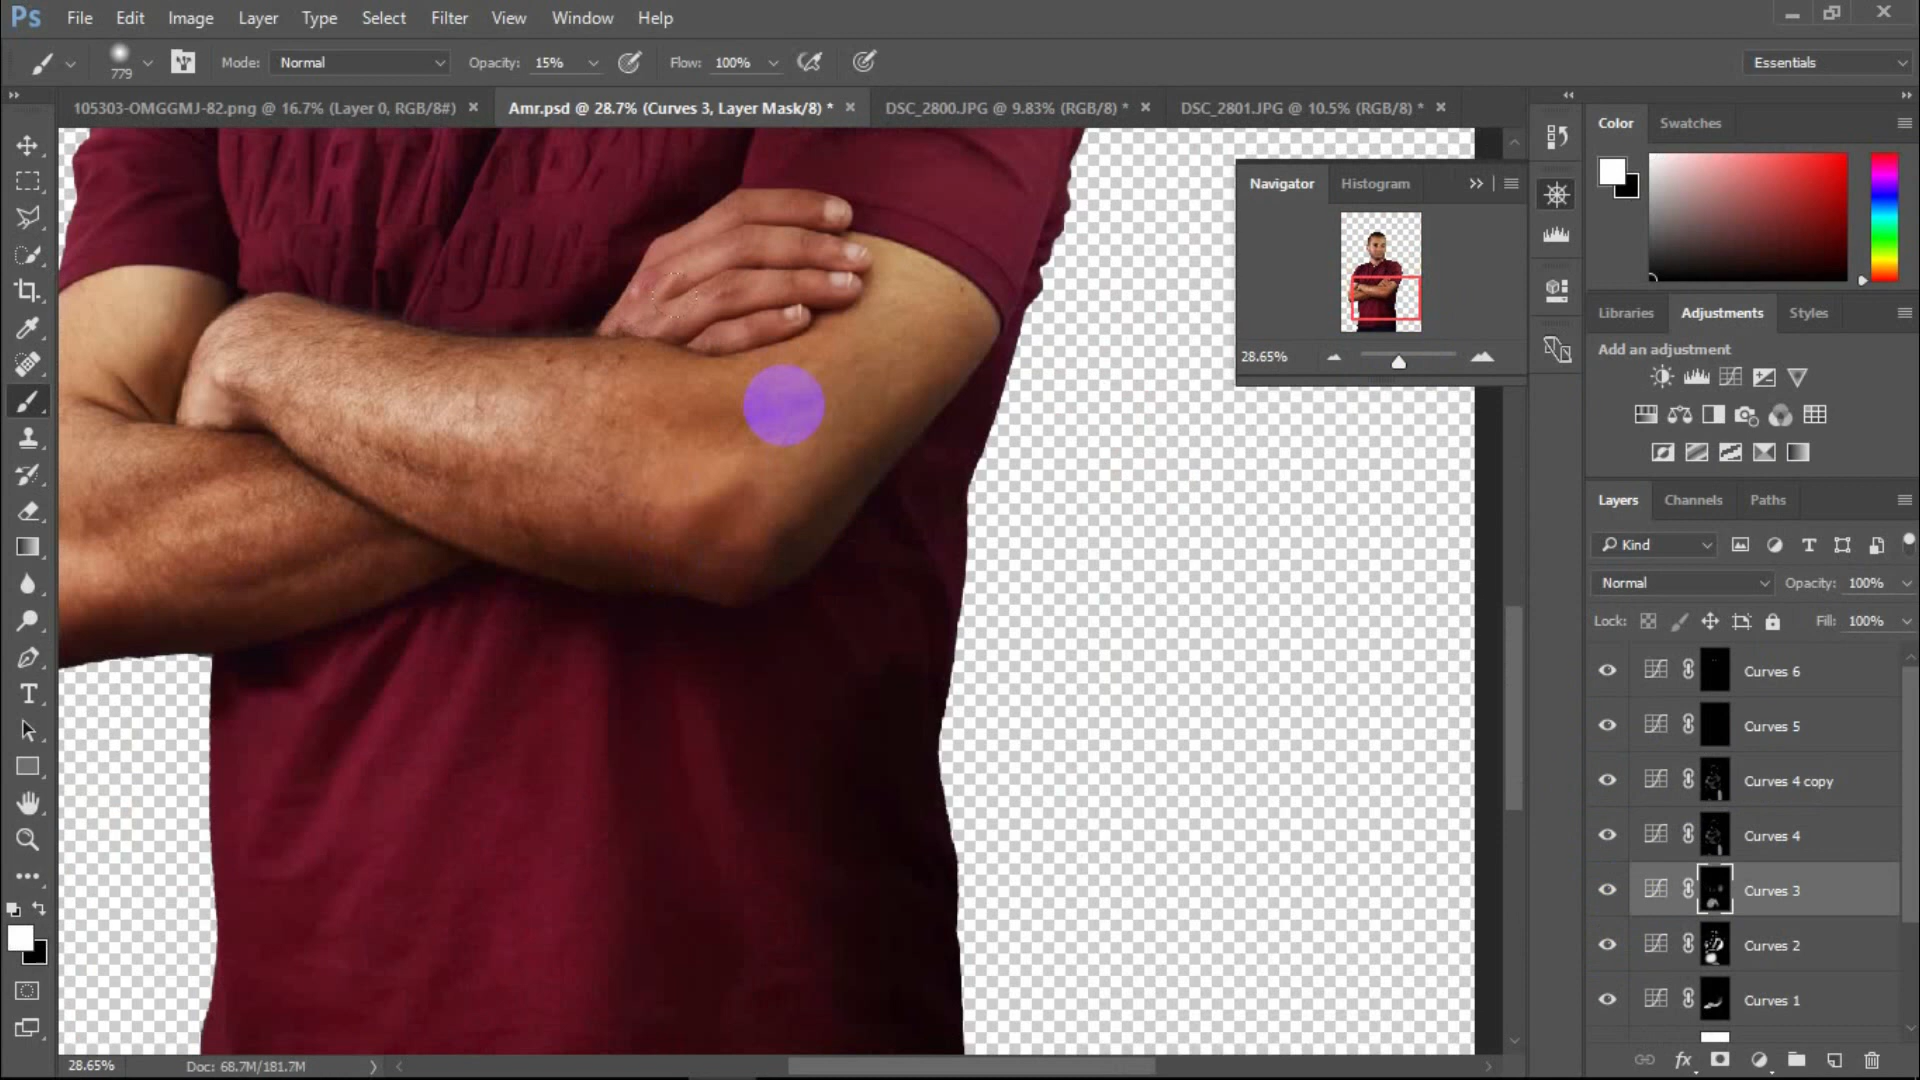 Ps File Edit Image Layer Type Select Filter View Window Help
779 Mode: Normal Opacity: 15% Flow: 100% Essentials
105303-OMGGMJ-82.png @ 16.7% (Layer 0, RGB/8#) Amr.psd @ 28.7% (Curves 3, Layer Mask/8) * DSC_2800.JPG @ 9.83% (RGB/8) * DSC_2801.JPG @ 10.5% (RGB/8) *
Color Swatches
Navigator Histogram
28.65%
Libraries Adjustments Styles
Add an adjustment
Layers Channels Paths
Kind
Normal Opacity: 100%
Lock: Fill: 100%
Curves 6
Curves 5
Curves 4 copy
Curves 4
Curves 3
Curves 2
Curves 1
28.65% Doc: 68.7M/181.7M
fx